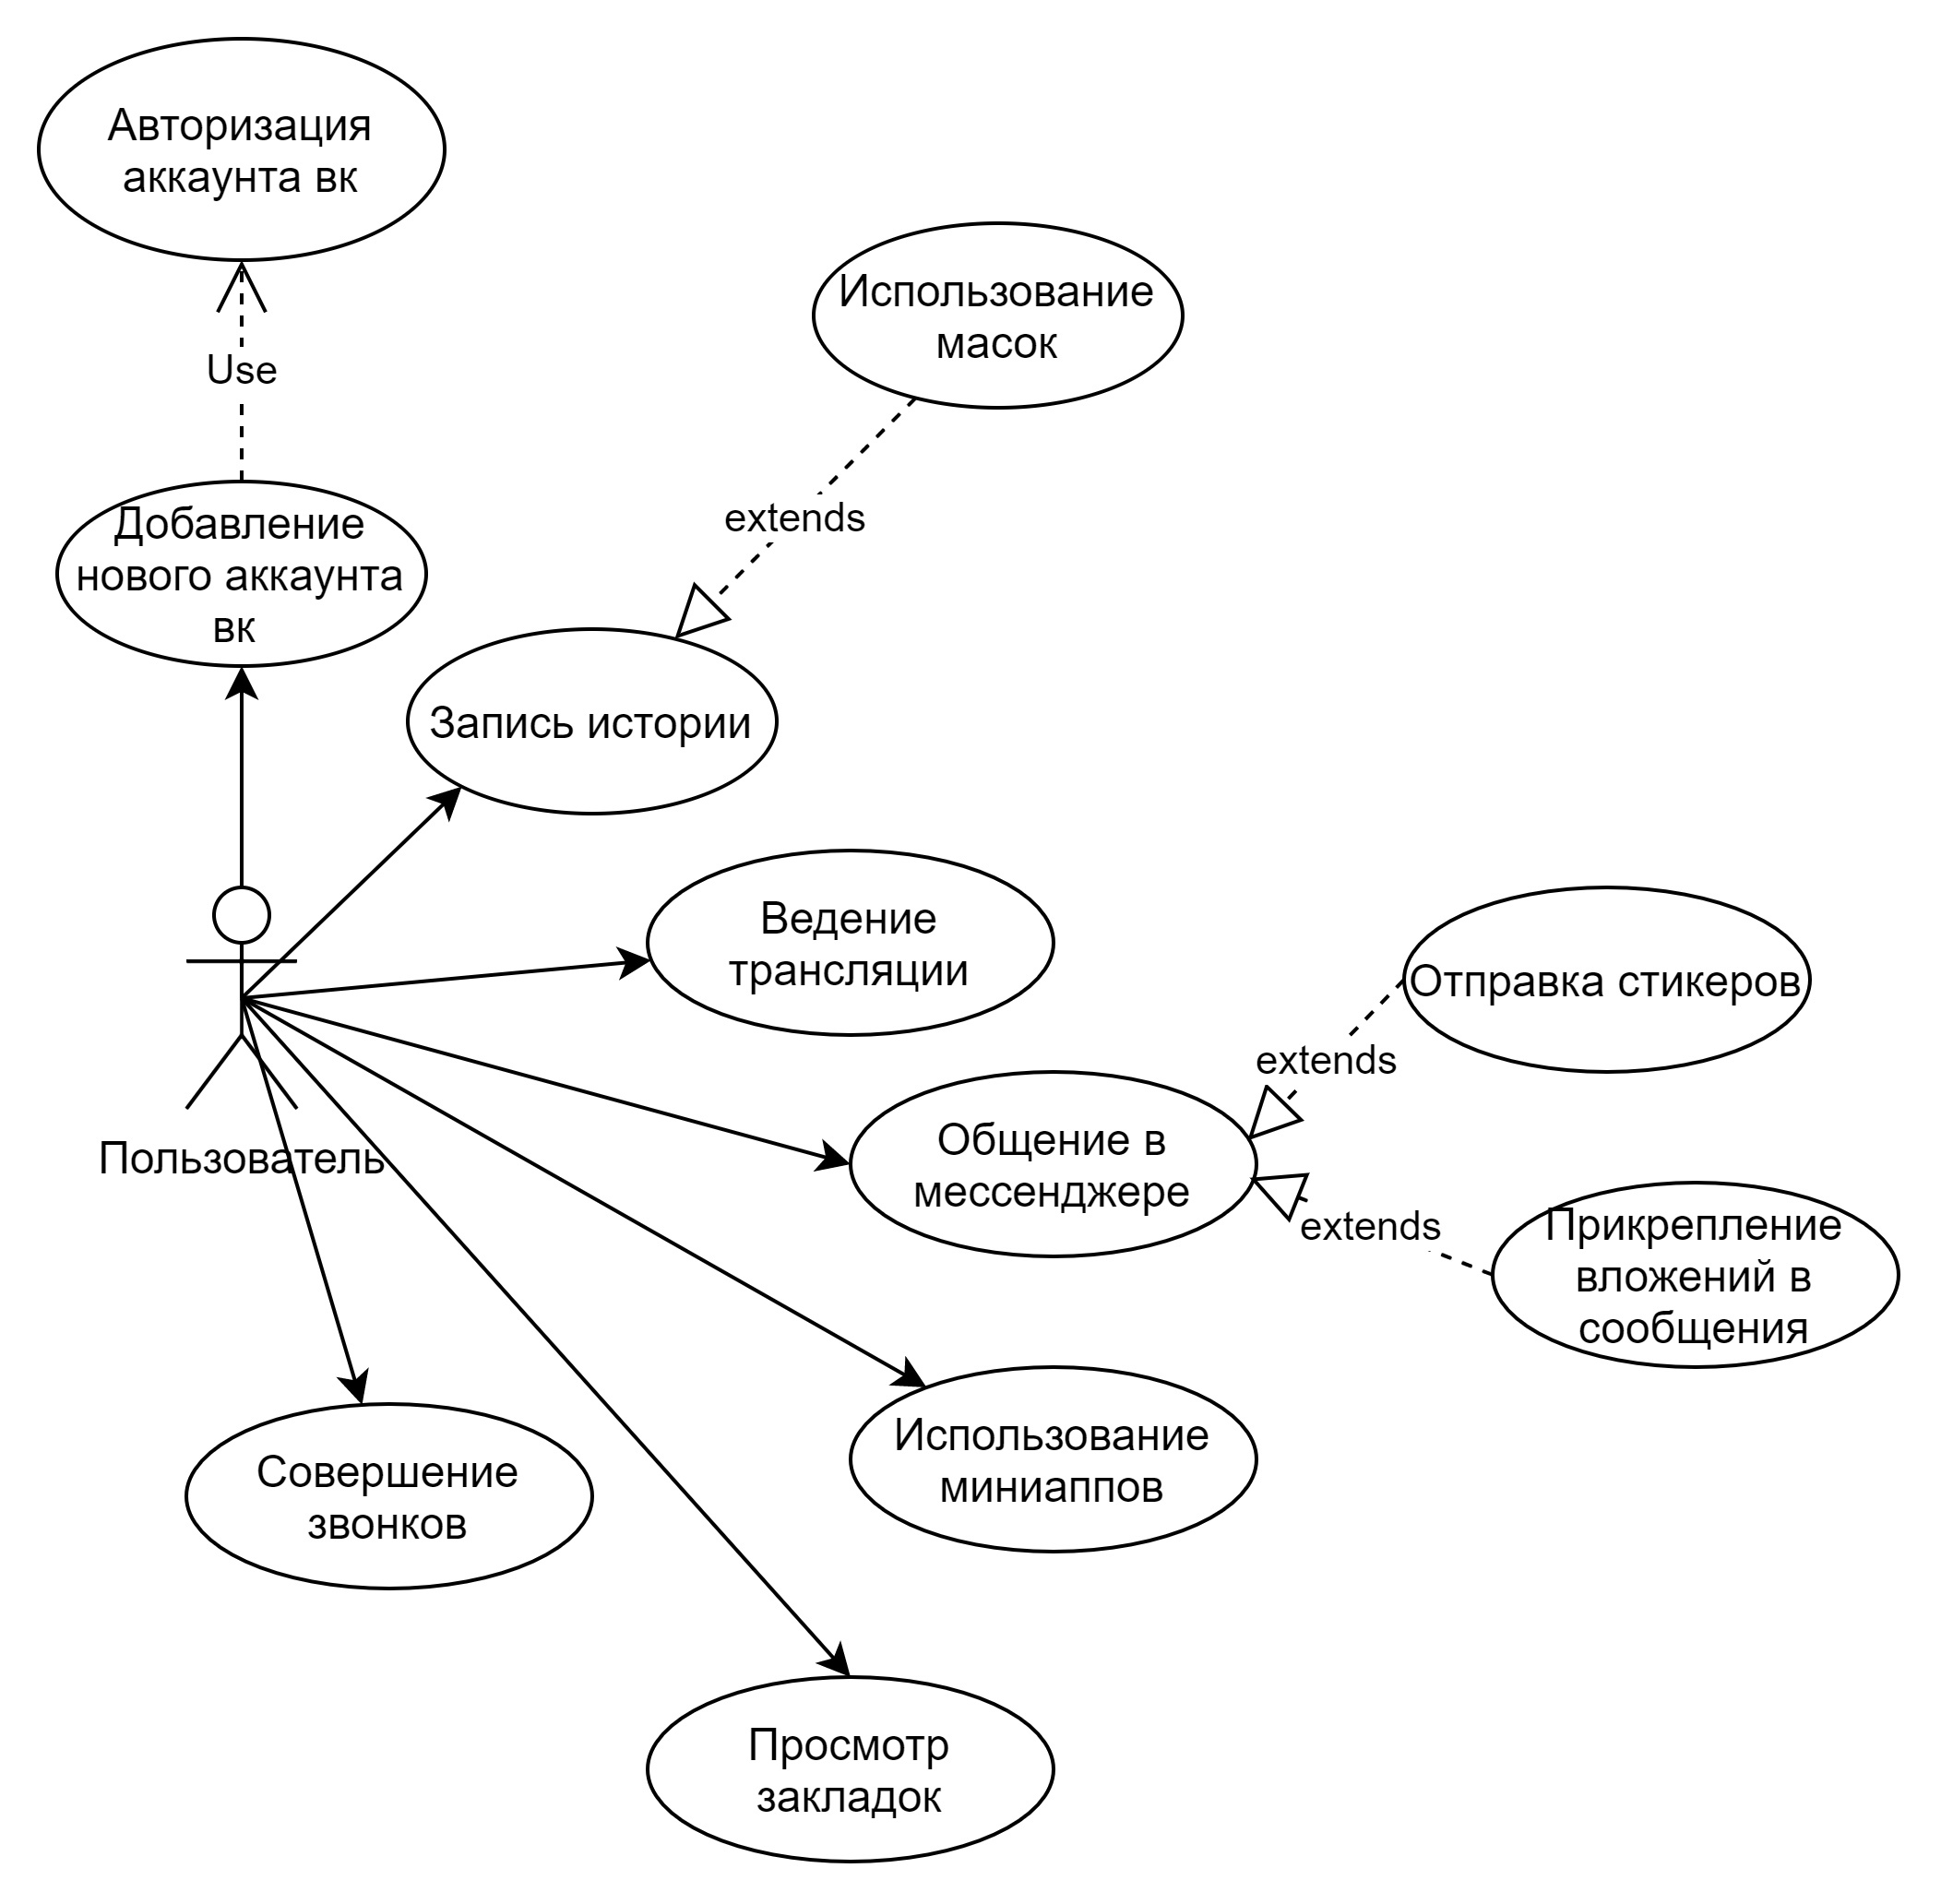 Авторизация
аккаунта вк
Использование
масок
Use
extends
Добавление
нового аккаунта
вк
Запись истории
Ведение
трансляции
Отправка стикеров
extends
Общение в
мессенджере
Пользователь
extends
Прикрепление
вложений в
сообщения
Использование
миниаппов
Совершение
звонков
Просмотр
закладок